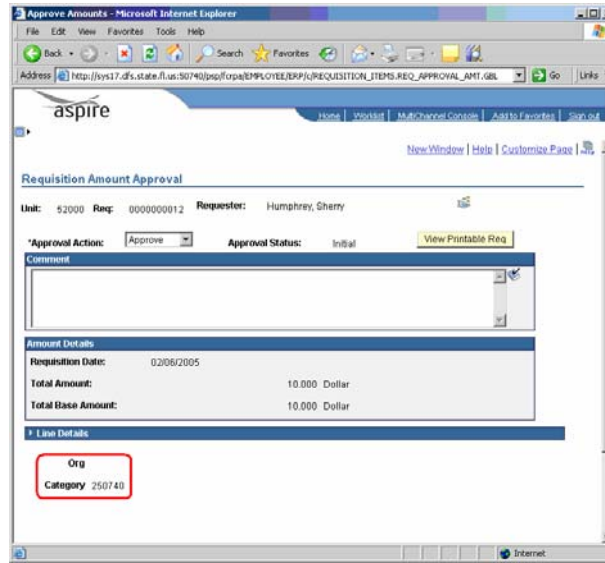 Approve Amounts - Microsoft Internet Explorer
File Edit View Favorites Tools Help
Back Search Favorites
Address http://sys17.dfs.state.fl.us:50740/psp/fcrpa/EMPLOYEE/ERP/c/REQUISITION_ITEMS.REQ_APPROVAL_AMT.GBL Go Links
aspire
Home | Worklist | MultiChannel Console | Add to Favorites | Sign out
New Window | Help | Customize Page |
Requisition Amount Approval
Unit: 52000 Req: 0000000012 Requester: Humphrey, Sherry
*Approval Action: Approve Approval Status: Initial View Printable Req
Comment
Amount Details
Requisition Date: 02/06/2005
Total Amount: 10.000 Dollar
Total Base Amount: 10.000 Dollar
Line Details
Org
Category 250740
Internet